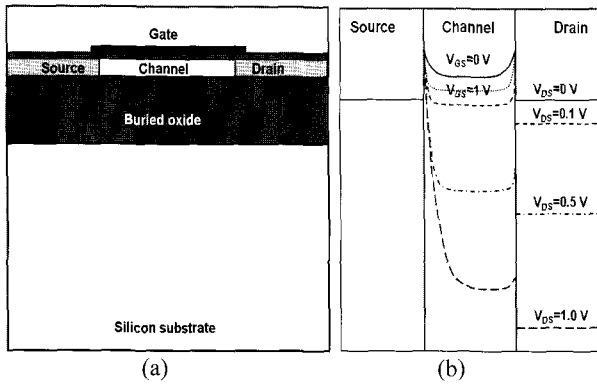 Gate
Source Channel Drain
Buried oxide
Silicon substrate
(a)
Source Channel Drain
V_GS=0 V
V_GS=1 V
V_DS=0 V
V_DS=0.1 V
V_DS=0.5 V
V_DS=1.0 V
(b)